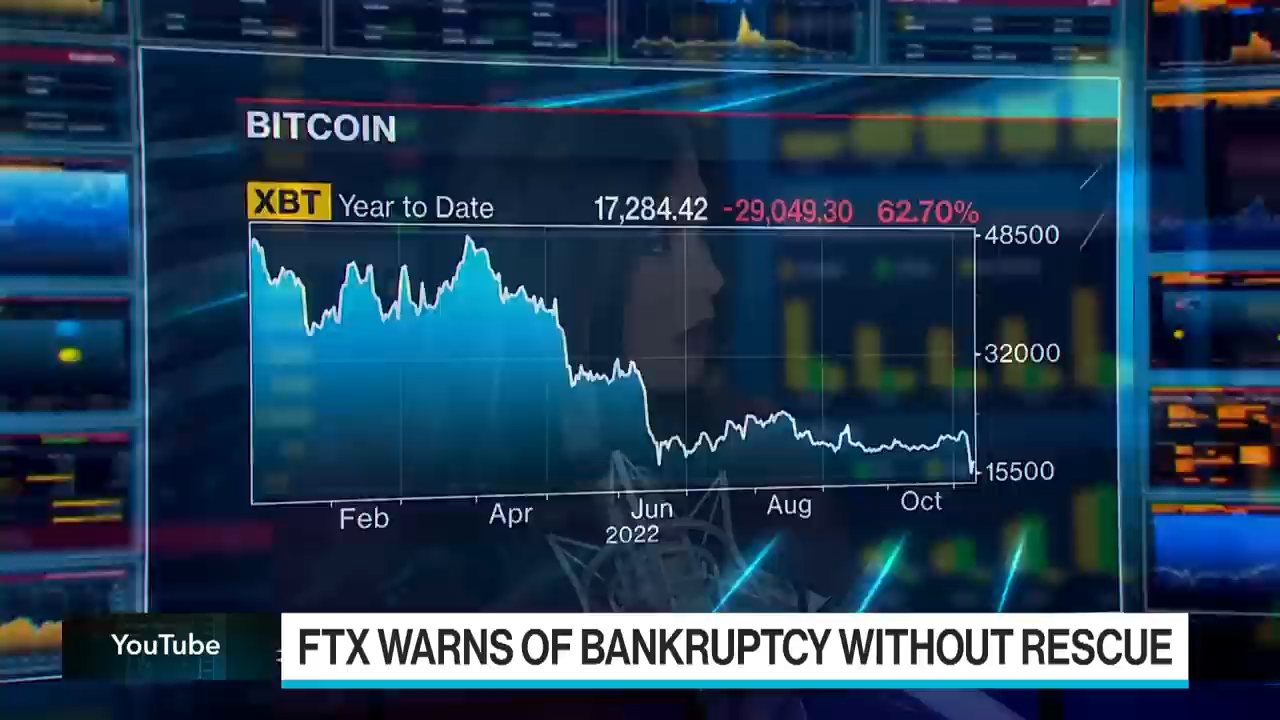 BITCOIN
XBT Year to Date 17,284.42 -29,049.30 62.70%
48500
32000
15500
Feb Apr Jun Aug Oct
2022
YouTube FTX WARNS OF BANKRUPTCY WITHOUT RESCUE